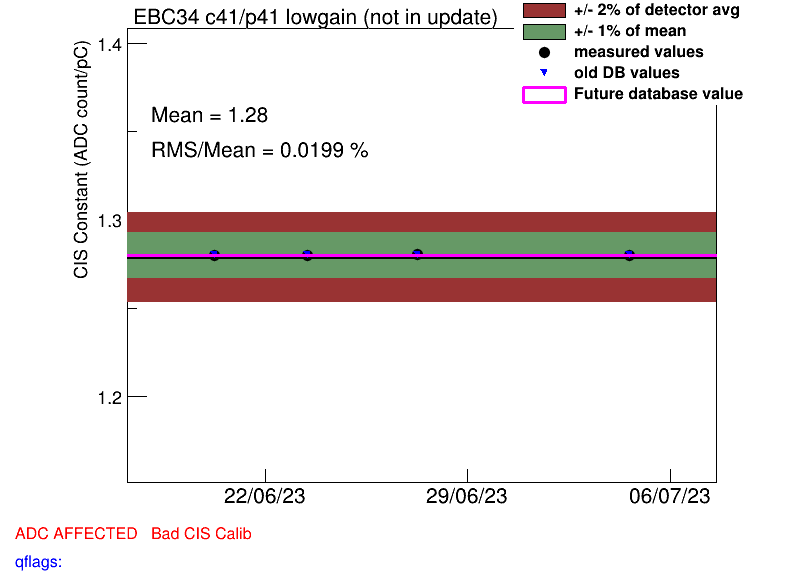 EBC34 c41/p41 lowgain (not in update)
+/- 2% of detector avg
+/- 1% of mean
measured values
old DB values
Future database value
CIS Constant (ADC count/pC)
1.4
Mean = 1.28
RMS/Mean = 0.0199 %
1.3
1.2
22/06/23 29/06/23 06/07/23
ADC AFFECTED Bad CIS Calib
qflags: